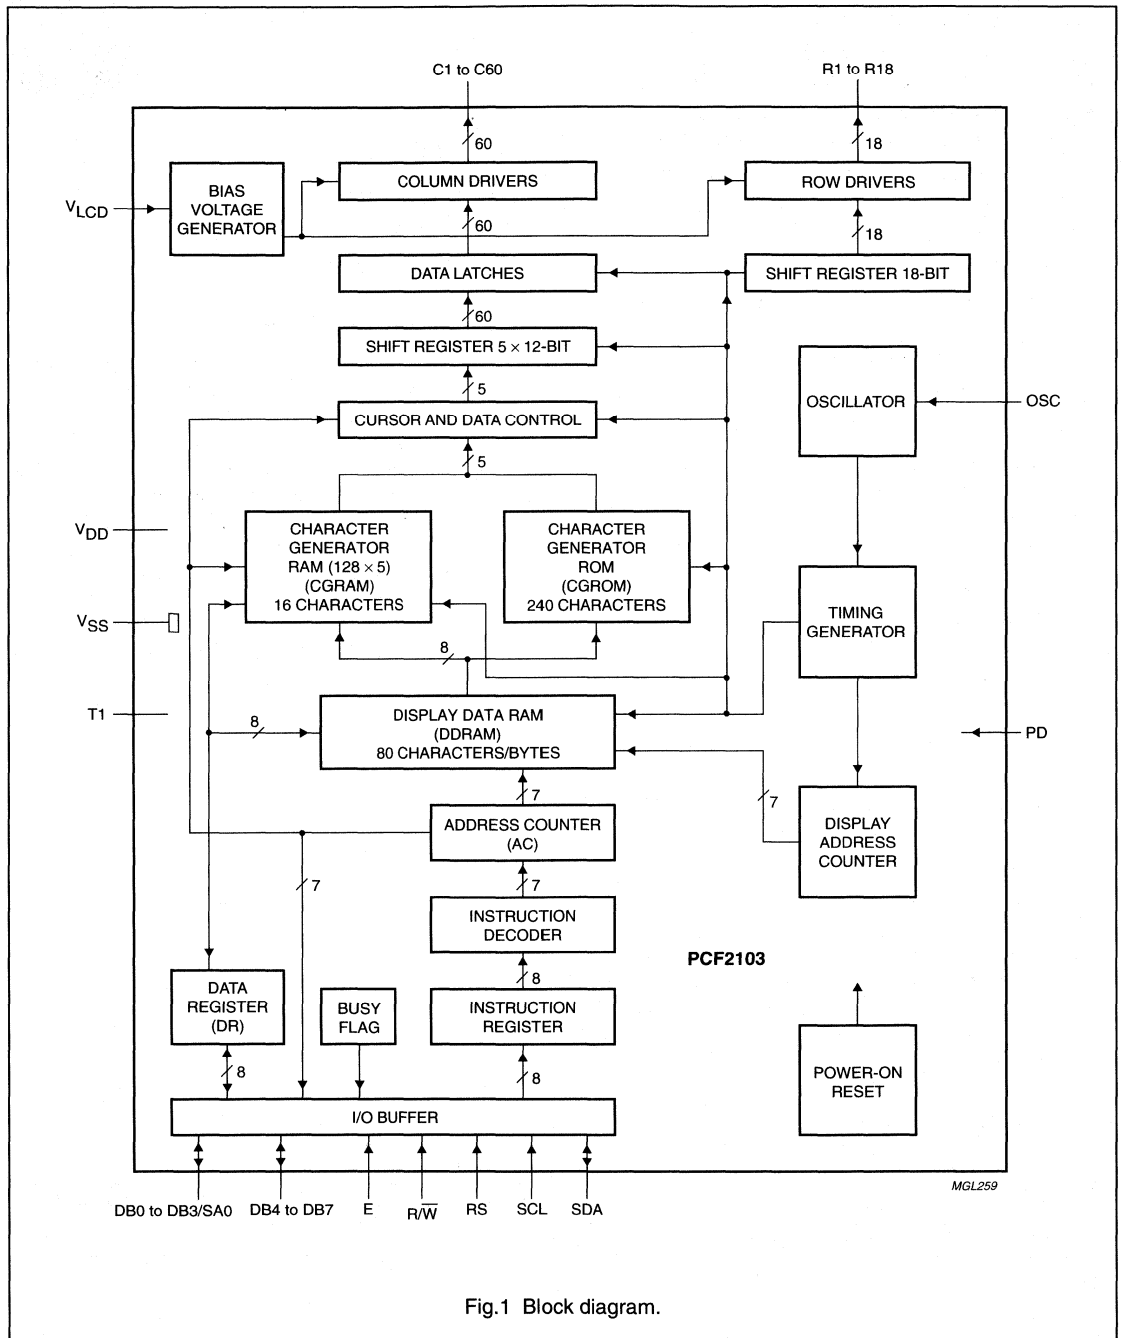 C1 to C60
R1 to R18
60
18
BIAS
VOLTAGE
GENERATOR
COLUMN DRIVERS
ROW DRIVERS
VLCD
60
18
DATA LATCHES
SHIFT REGISTER 18-BIT
60
SHIFT REGISTER 5 × 12-BIT
5
OSCILLATOR
OSC
CURSOR AND DATA CONTROL
5
VDD
CHARACTER
GENERATOR
RAM (128 × 5)
(CGRAM)
16 CHARACTERS
CHARACTER
GENERATOR
ROM
(CGROM)
240 CHARACTERS
VSS
TIMING
GENERATOR
8
T1
8
DISPLAY DATA RAM
(DDRAM)
80 CHARACTERS/BYTES
PD
7
7
ADDRESS COUNTER
(AC)
DISPLAY
ADDRESS
COUNTER
7
7
INSTRUCTION
DECODER
PCF2103
8
DATA
REGISTER
(DR)
BUSY
FLAG
INSTRUCTION
REGISTER
8
8
POWER-ON
RESET
I/O BUFFER
MGL259
DB0 to DB3/SA0
DB4 to DB7
E
R/W̅
RS
SCL
SDA
Fig.1 Block diagram.